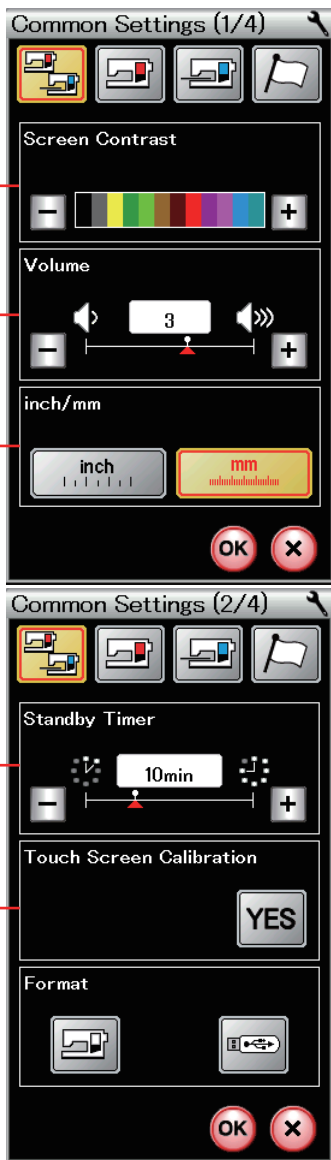 Common Settings (1/4)
Screen Contrast
− +
Volume
3
− +
inch/mm
inch mm
OK ×
Common Settings (2/4)
Standby Timer
10min
− +
Touch Screen Calibration
YES
Format
OK ×